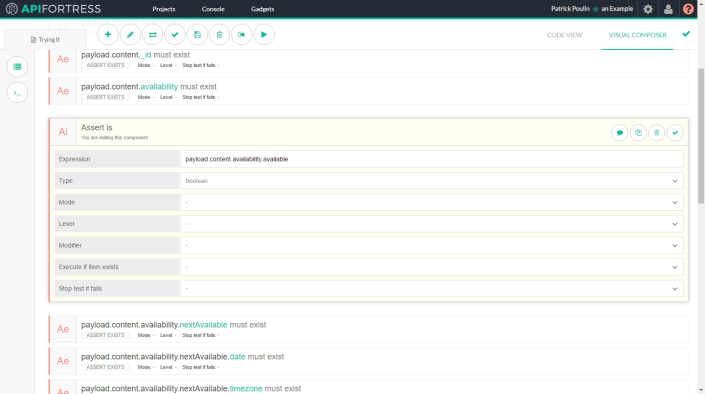 APIFORTRESS Projects Console Gadgets Patrick Poulin @ an Example
Trying It CODE VIEW VISUAL COMPOSER
Ae payload.content._id must exist
ASSERT EXISTS Mode: - Level: - Stop test if fails: -
Ae payload.content.availability must exist
ASSERT EXISTS Mode: - Level: - Stop test if fails: -
Ai Assert is
You are editing this component
Expression payload.content.availability.available
Type boolean
Mode -
Level -
Modifier -
Execute if item exists -
Stop test if fails -
Ae payload.content.availability.nextAvailable must exist
ASSERT EXISTS Mode: - Level: - Stop test if fails: -
Ae payload.content.availability.nextAvailable.date must exist
ASSERT EXISTS Mode: - Level: - Stop test if fails: -
Ae payload.content.availability.nextAvailable.timezone must exist